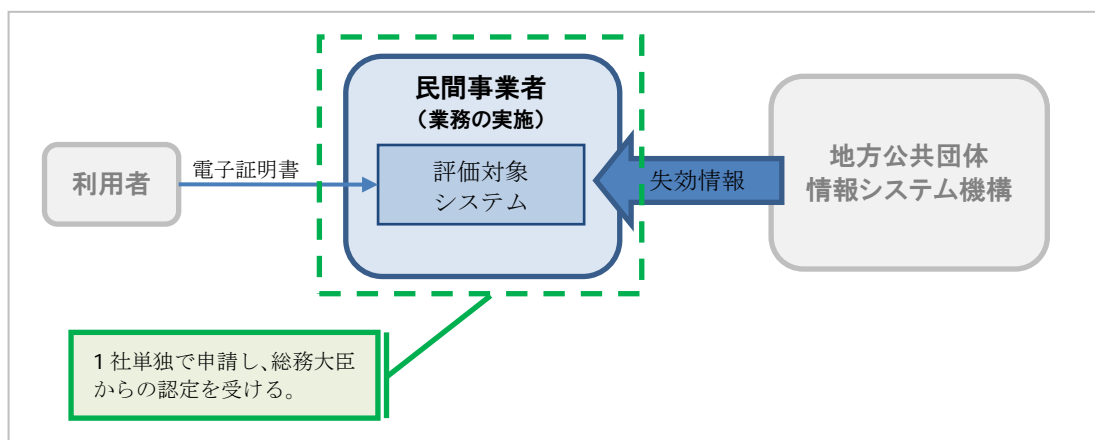 民間事業者
（業務の実施）
利用者
電子証明書
評価対象
システム
失効情報
地方公共団体
情報システム機構
1 社単独で申請し、総務大臣
からの認定を受ける。